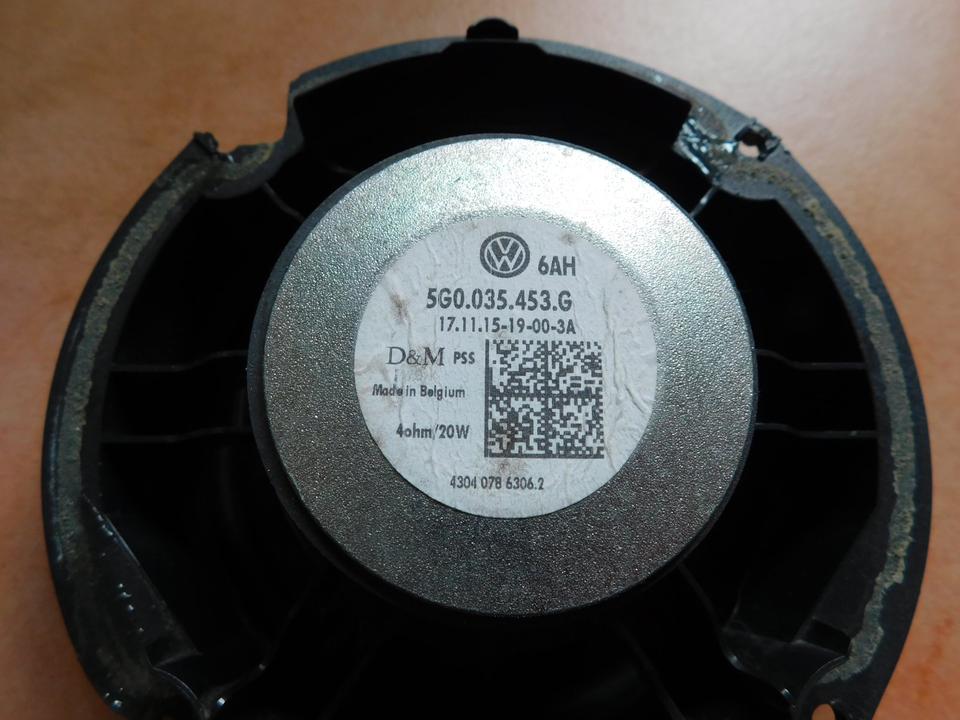 6AH
5G0.035.453.G
17.11.15-19-00-3A
D&M PSS
Made in Belgium
4ohm/20W
4304 078 6306.2